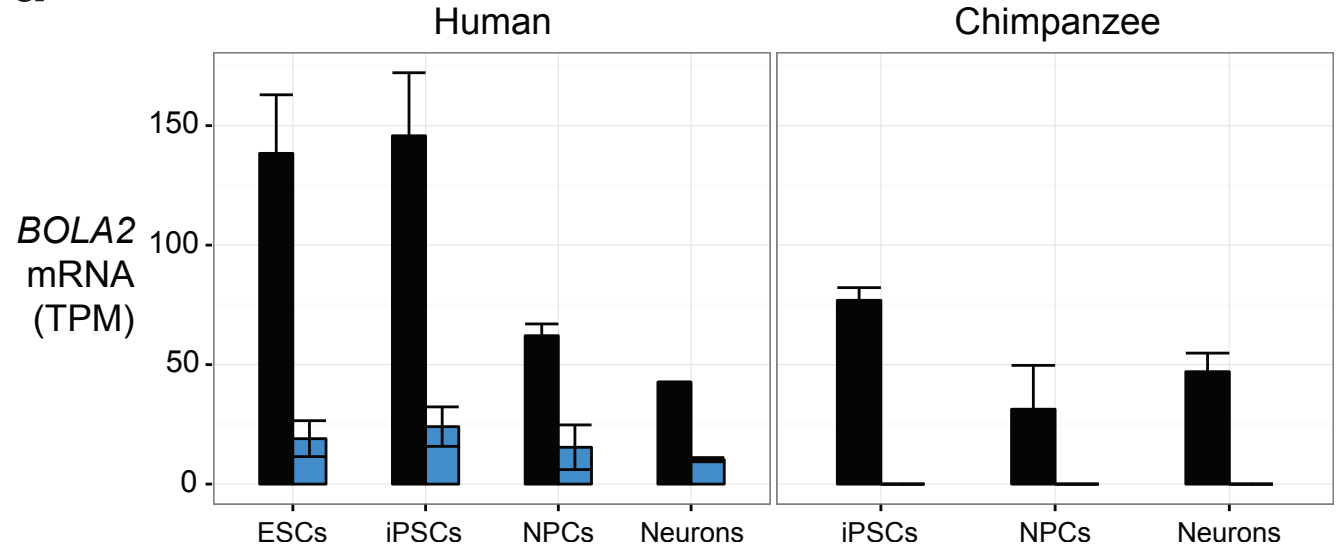 Human
Chimpanzee
150
100
50
0
BOLA2
mRNA
(TPM)
ESCs iPSCs NPCs Neurons
iPSCs NPCs Neurons